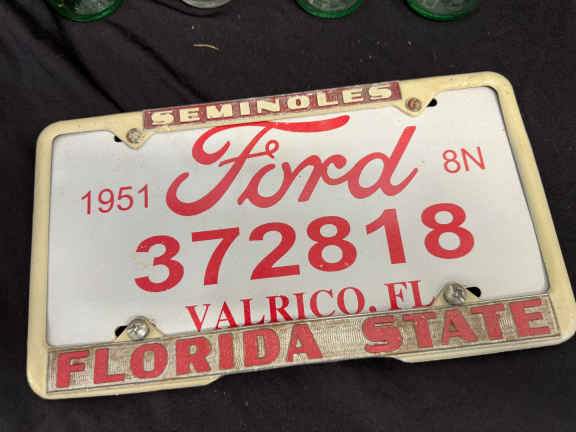 SEMINOLES
Ford
1951 8N
372818
VALRICO, FL
FLORIDA STATE